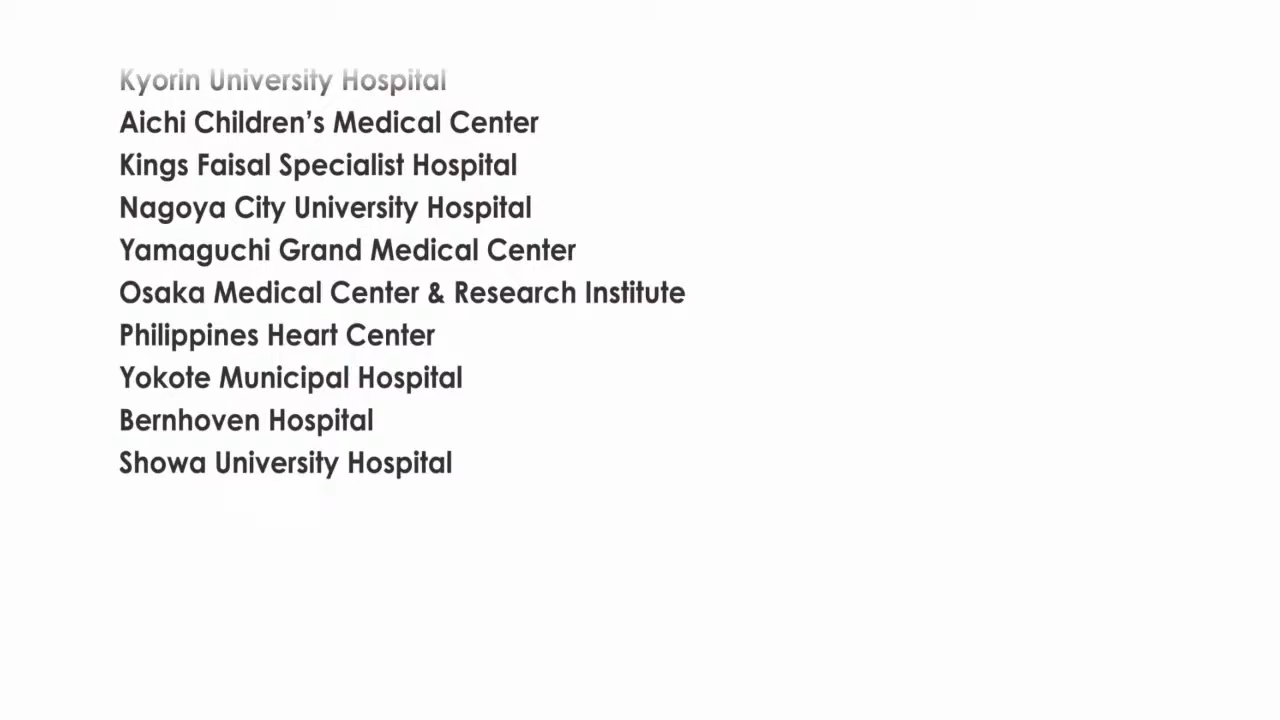 Kyorin University Hospital
Aichi Children’s Medical Center
Kings Faisal Specialist Hospital
Nagoya City University Hospital
Yamaguchi Grand Medical Center
Osaka Medical Center & Research Institute
Philippines Heart Center
Yokote Municipal Hospital
Bernhoven Hospital
Showa University Hospital